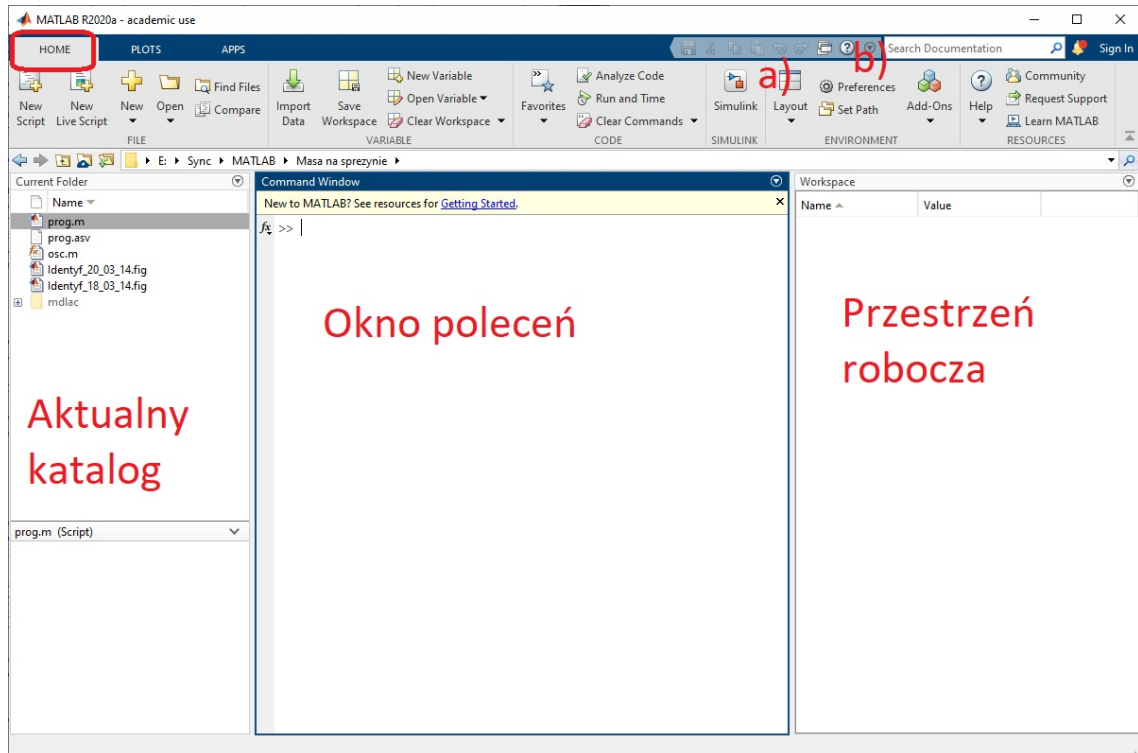 MATLAB R2020a - academic use
HOME PLOTS APPS
Search Documentation Sign In
a) b)
New Script
New Live Script
New
Open
Find Files
Compare
FILE
Import Data
Save Workspace
New Variable
Open Variable
Clear Workspace
VARIABLE
Favorites
Analyze Code
Run and Time
Clear Commands
CODE
Simulink
SIMULINK
Layout
Preferences
Set Path
Add-Ons
ENVIRONMENT
Help
Community
Request Support
Learn MATLAB
RESOURCES
E: Sync MATLAB Masa na sprezynie
Current Folder
Name
prog.m
prog.asv
osc.m
Identyf_20_03_14.fig
Identyf_18_03_14.fig
mdlac
Aktualny
katalog
prog.m (Script)
Command Window
New to MATLAB? See resources for Getting Started.
fx >>
Okno poleceń
Workspace
Name Value
Przestrzeń
robocza